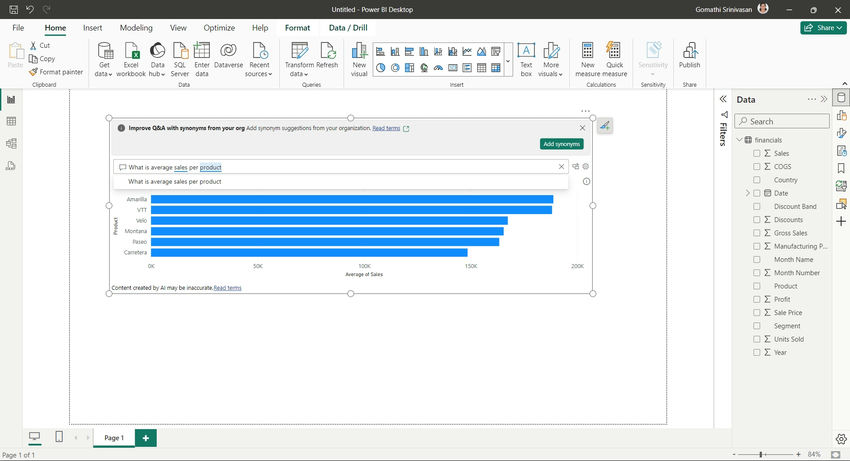 Untitled - Power BI Desktop
Gomathi Srinivasan
File Home Insert Modeling View Optimize Help Format Data / Drill
Share
Paste
Cut
Copy
Format painter
Clipboard
Get data
Excel workbook
Data hub
SQL Server
Enter data
Dataverse
Recent sources
Data
Transform data
Refresh
Queries
New visual
Text box
More visuals
Insert
New measure
Quick measure
Calculations
Sensitivity
Sensitivity
Publish
Share
Improve Q&A with synonyms from your org Add synonym suggestions from your organization. Read terms
Add synonyms
What is average sales per product
What is average sales per product
Product
Amarilla
VTT
Velo
Montana
Paseo
Carretera
0K 50K 100K 150K 200K
Average of Sales
Content created by AI may be inaccurate.Read terms
Filters
Data
Search
financials
Sales
COGS
Country
Date
Discount Band
Discounts
Gross Sales
Manufacturing P...
Month Name
Month Number
Product
Profit
Sale Price
Segment
Units Sold
Year
Page 1
Page 1 of 1
84%